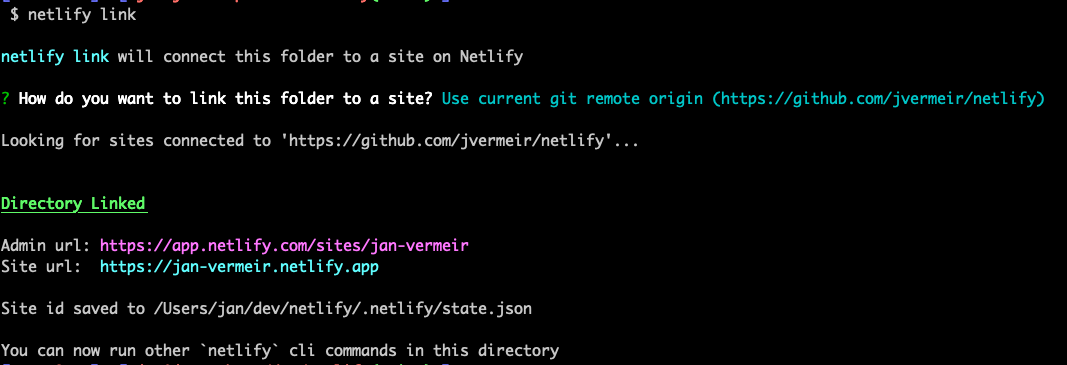 $ netlify link
netlify link will connect this folder to a site on Netlify
? How do you want to link this folder to a site? Use current git remote origin (https://github.com/jvermeir/netlify)
Looking for sites connected to 'https://github.com/jvermeir/netlify'...
Directory Linked
Admin url: https://app.netlify.com/sites/jan-vermeir
Site url:  https://jan-vermeir.netlify.app
Site id saved to /Users/jan/dev/netlify/.netlify/state.json
You can now run other `netlify` cli commands in this directory